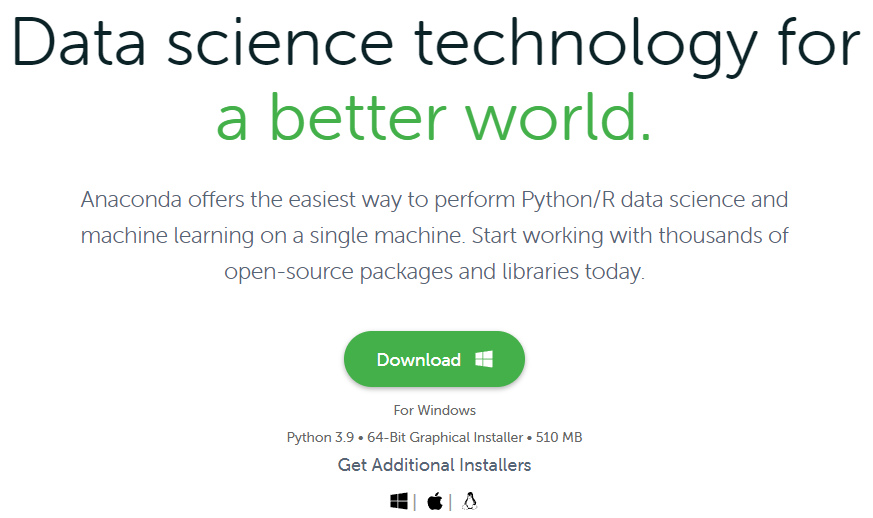 Data science technology for
a better world.
Anaconda offers the easiest way to perform Python/R data science and
machine learning on a single machine. Start working with thousands of
open-source packages and libraries today.
Download
For Windows
Python 3.9 • 64-Bit Graphical Installer • 510 MB
Get Additional Installers
| |